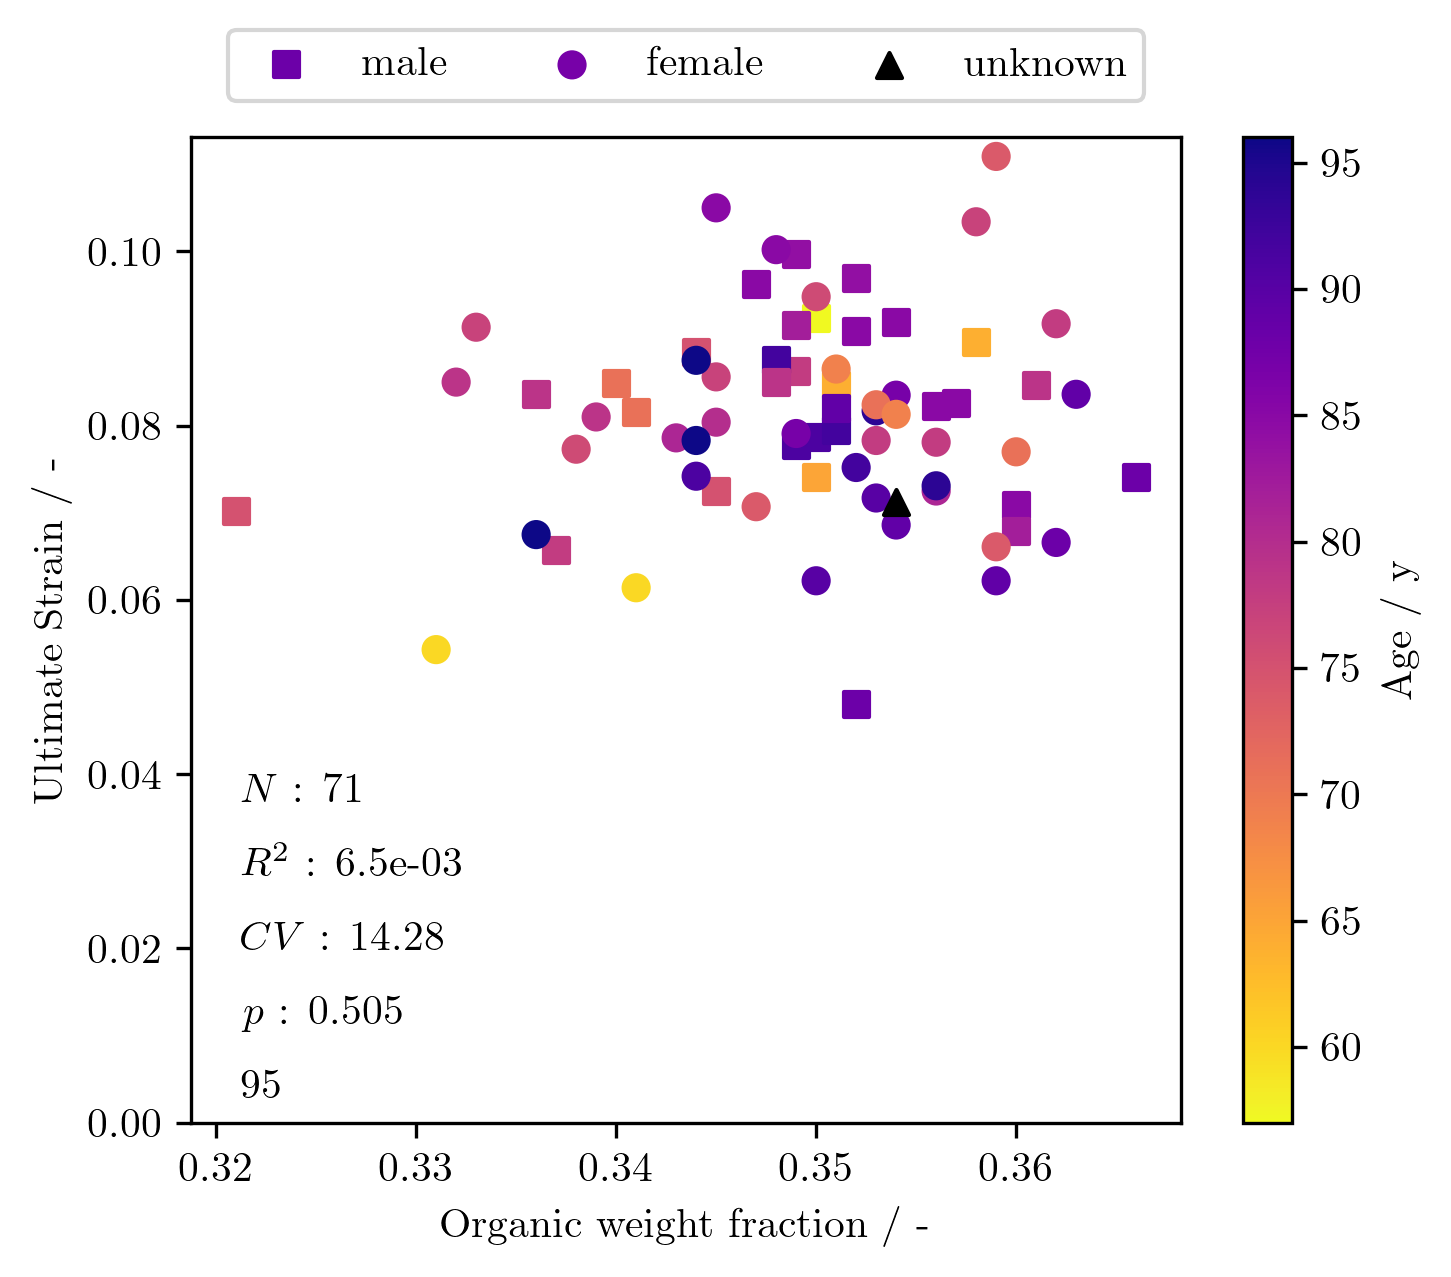 male female unknown
0.10
0.08
0.06
0.04
0.02
0.00
Ultimate Strain / -
N : 71
R² : 6.5e-03
CV : 14.28
p : 0.505
95
0.32 0.33 0.34 0.35 0.36
Organic weight fraction / -
95
90
85
80
75
70
65
60
Age / y